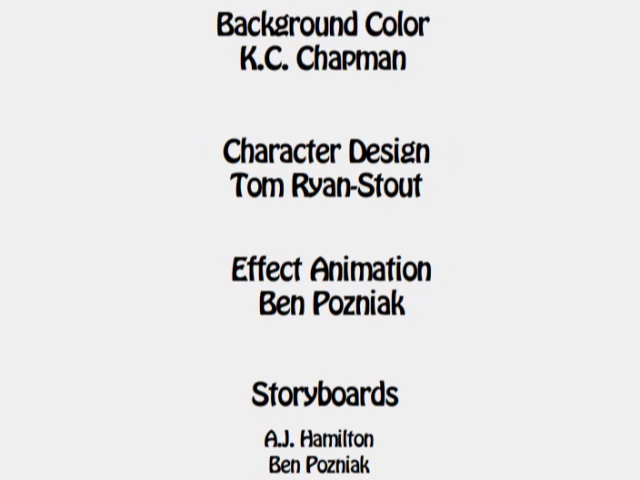 Background Color
K.C. Chapman
Character Design
Tom Ryan-Stout
Effect Animation
Ben Pozniak
Storyboards
A.J. Hamilton
Ben Pozniak